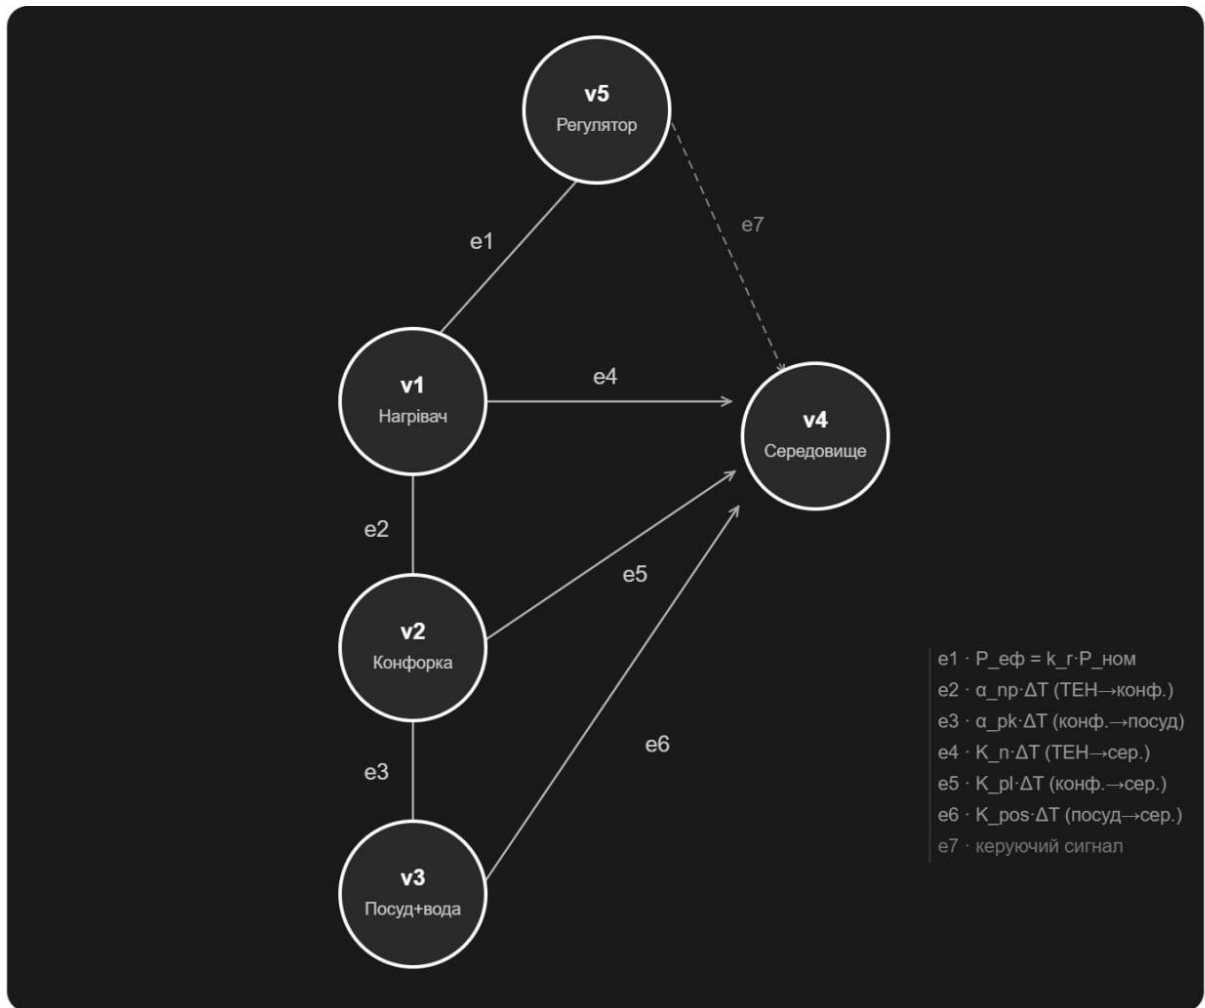 v5
Регулятор
e1
e7
v1
Нагрівач
e4
v4
Середовище
e2
e5
v2
Конфорка
e6
e3
v3
Посуд+вода
e1 · P_еф = k_r·P_ном
e2 · α_np·ΔT (ТЕН→конф.)
e3 · α_pk·ΔT (конф.→посуд)
e4 · K_n·ΔT (ТЕН→сер.)
e5 · K_pl·ΔT (конф.→сер.)
e6 · K_pos·ΔT (посуд→сер.)
e7 · керуючий сигнал